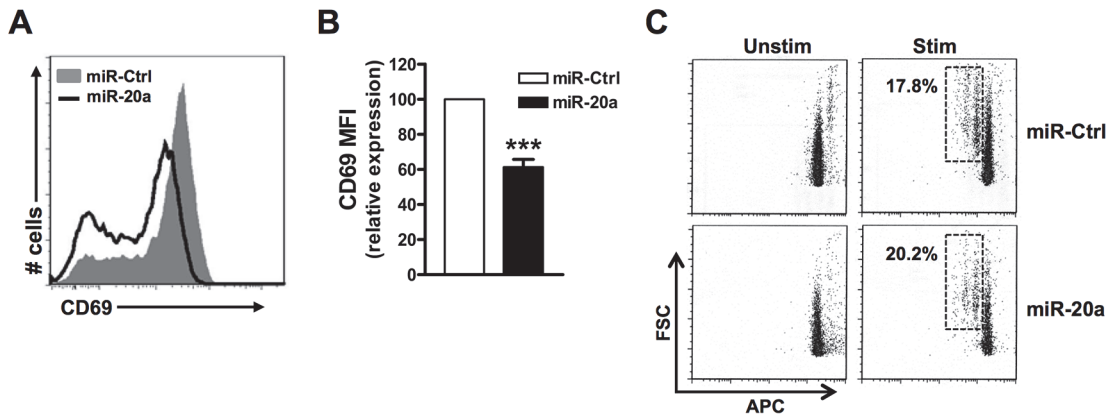 A
miR-Ctrl
miR-20a
# cells
CD69
B
miR-Ctrl
miR-20a
CD69 MFI
(relative expression)
120
100
80
60
40
20
0
***
C
Unstim
Stim
17.8%
miR-Ctrl
20.2%
miR-20a
FSC
APC